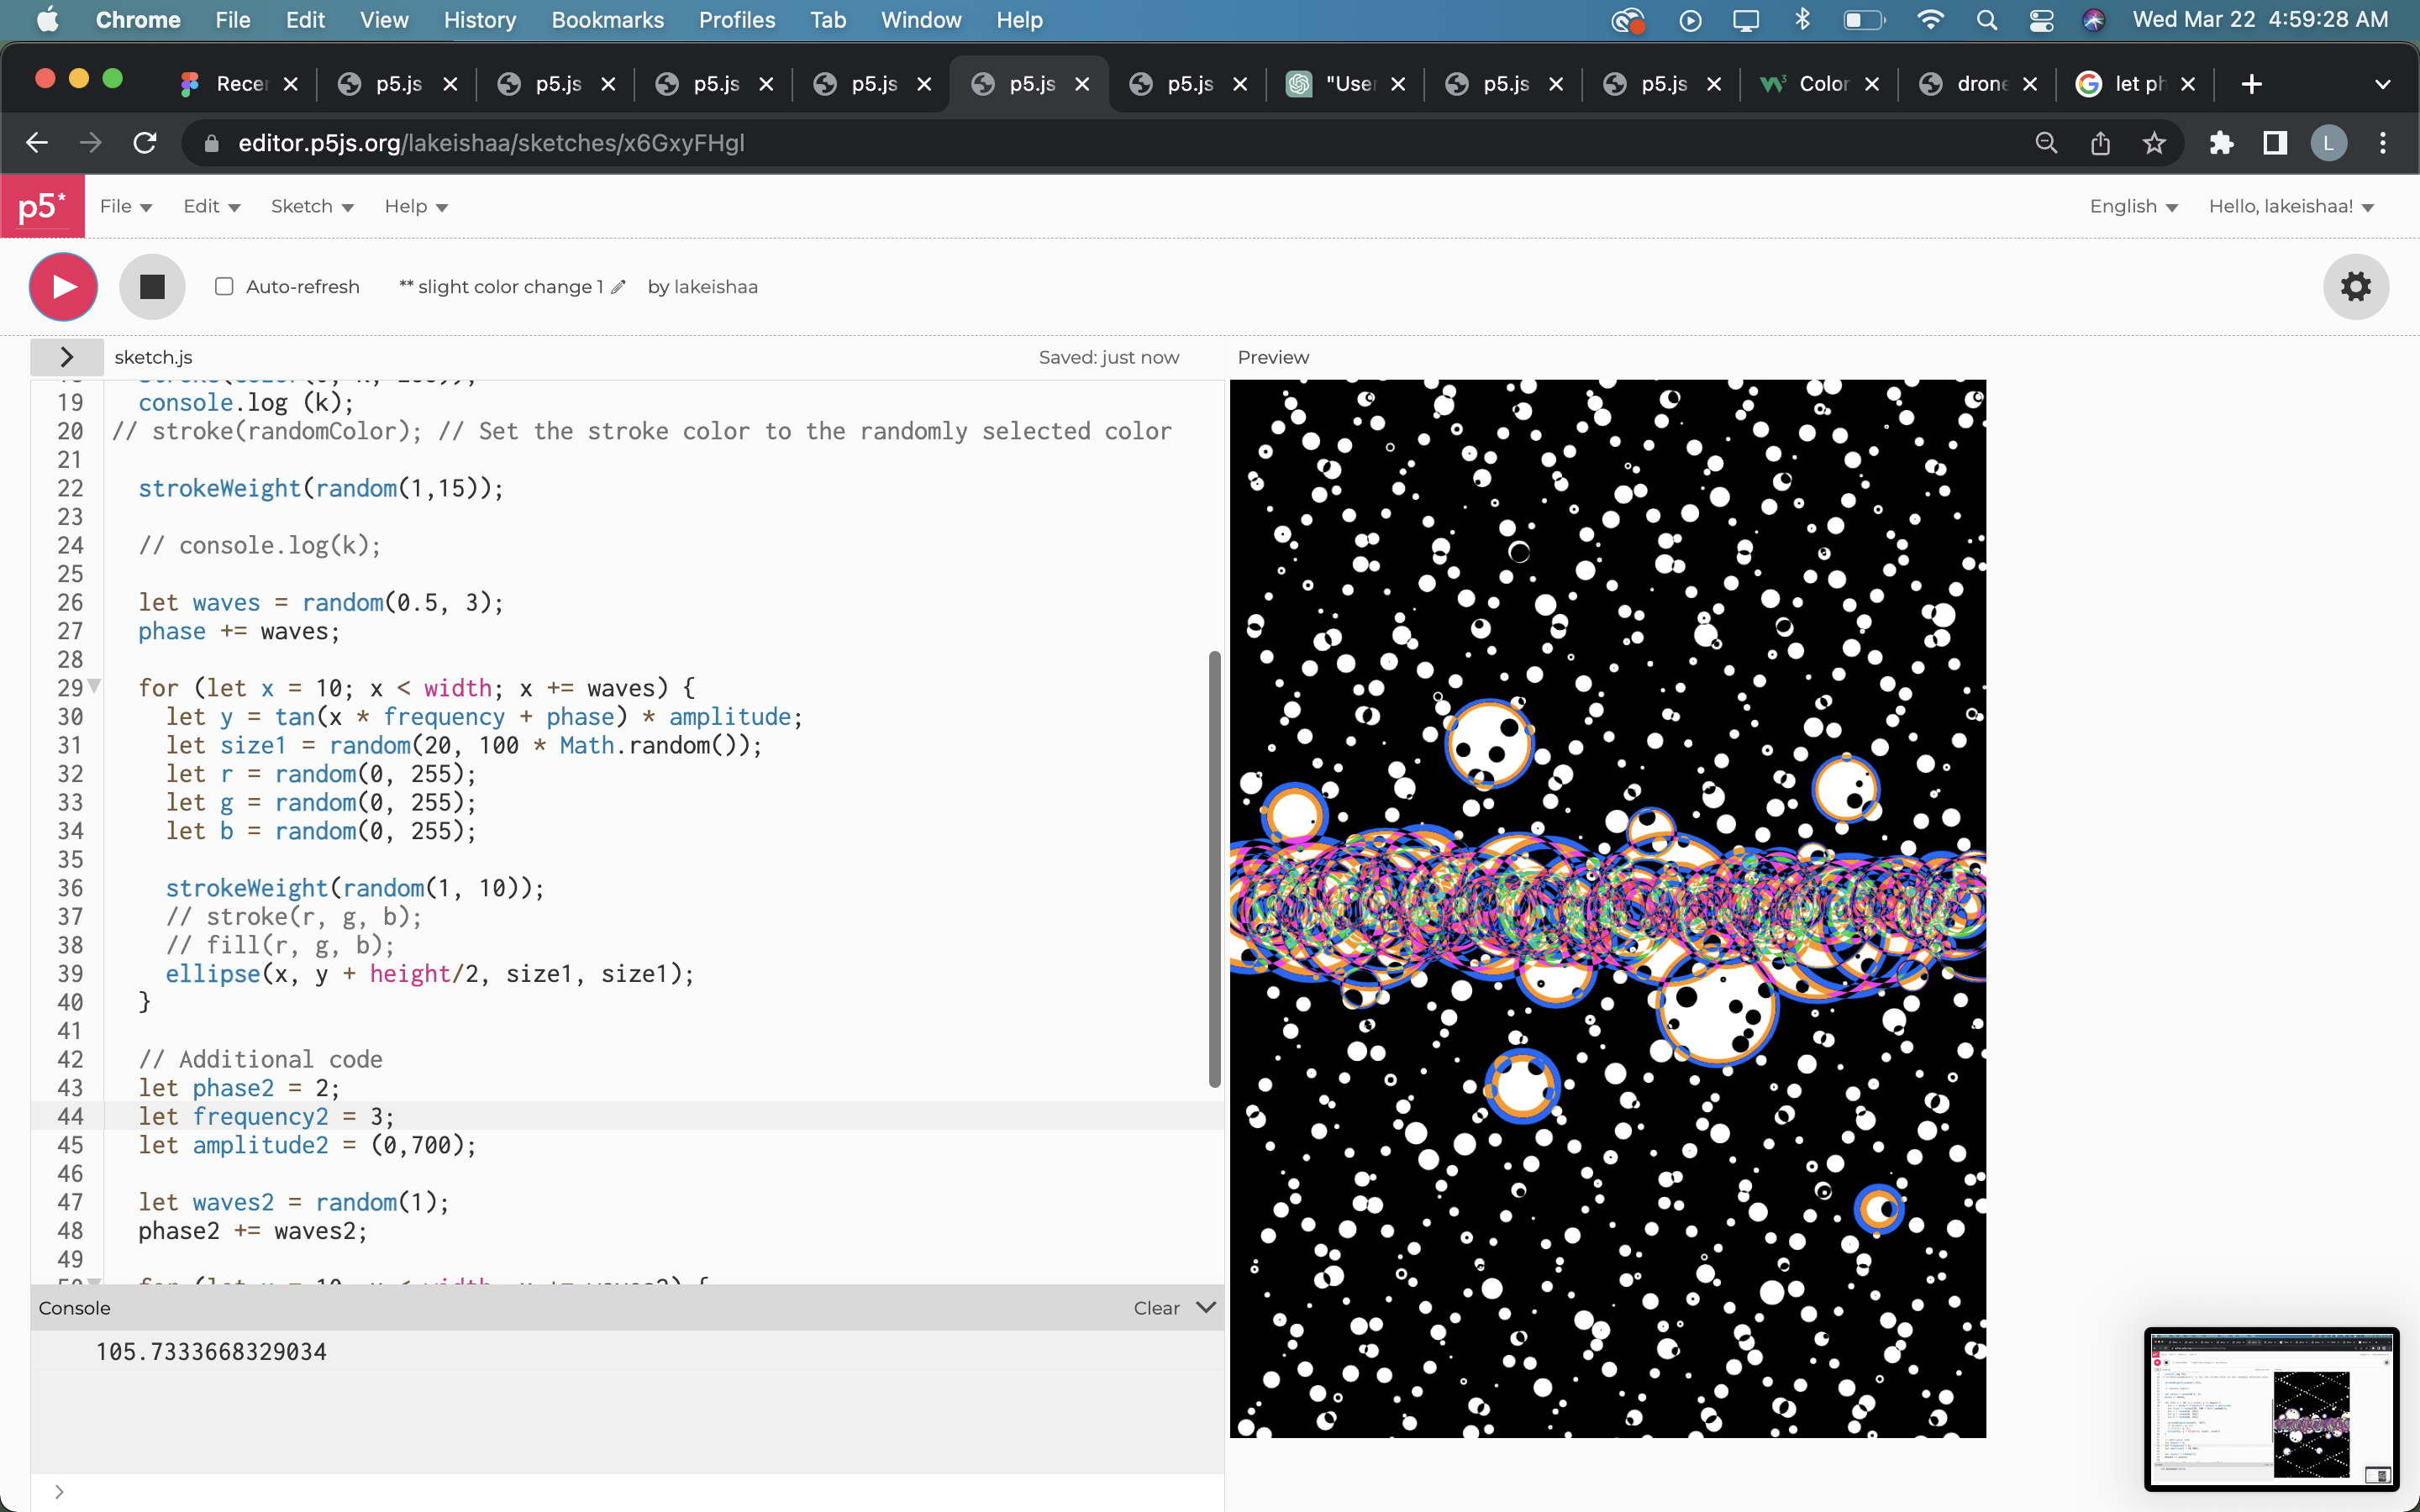 Chrome File Edit View History Bookmarks Profiles Tab Window Help Wed Mar 22 4:59:28 AM
Recen p5.js p5.js p5.js p5.js p5.js p5.js "User p5.js p5.js Color drone let ph
editor.p5js.org/lakeishaa/sketches/x6GxyFHgl L
p5* File Edit Sketch Help English Hello, lakeishaa!
Auto-refresh ** slight color change 1 by lakeishaa
sketch.js Saved: just now Preview
19 console.log (k);
20 // stroke(randomColor); // Set the stroke color to the randomly selected color
21
22 strokeWeight(random(1,15));
23
24 // console.log(k);
25
26 let waves = random(0.5, 3);
27 phase += waves;
28
29 for (let x = 10; x < width; x += waves) {
30 let y = tan(x * frequency + phase) * amplitude;
31 let size1 = random(20, 100 * Math.random());
32 let r = random(0, 255);
33 let g = random(0, 255);
34 let b = random(0, 255);
35
36 strokeWeight(random(1, 10));
37 // stroke(r, g, b);
38 // fill(r, g, b);
39 ellipse(x, y + height/2, size1, size1);
40 }
41
42 // Additional code
43 let phase2 = 2;
44 let frequency2 = 3;
45 let amplitude2 = (0,700);
46
47 let waves2 = random(1);
48 phase2 += waves2;
49
Console Clear
105.7333668329034